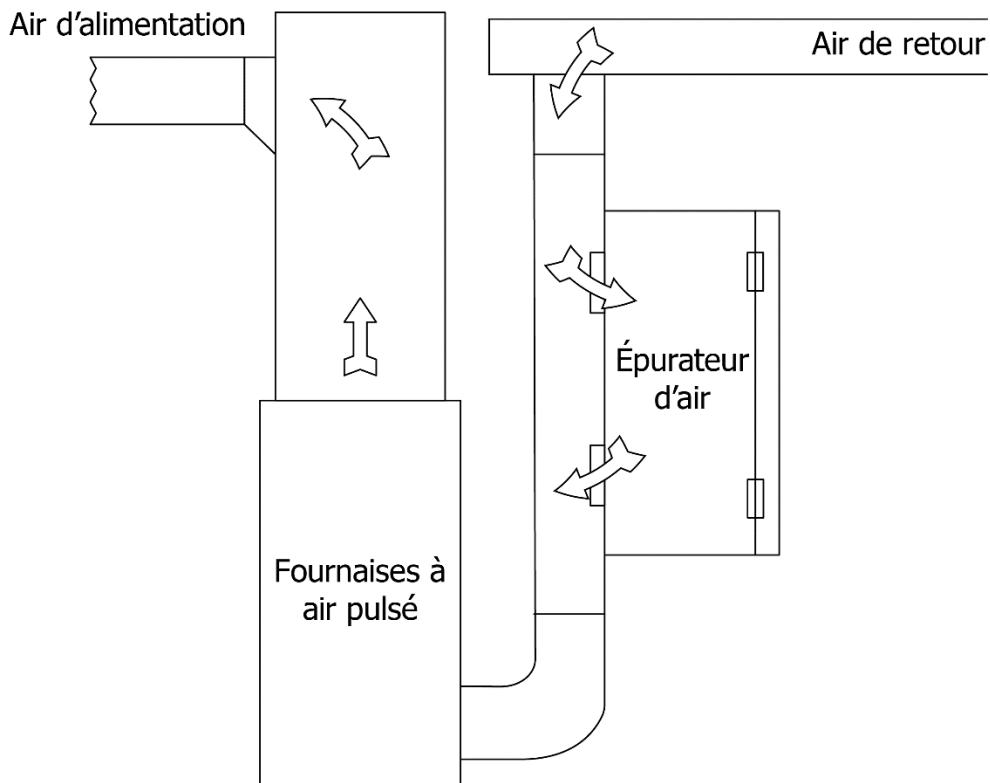 Air d’alimentation
Air de retour
Épurateur
d’air
Fournaises à
air pulsé